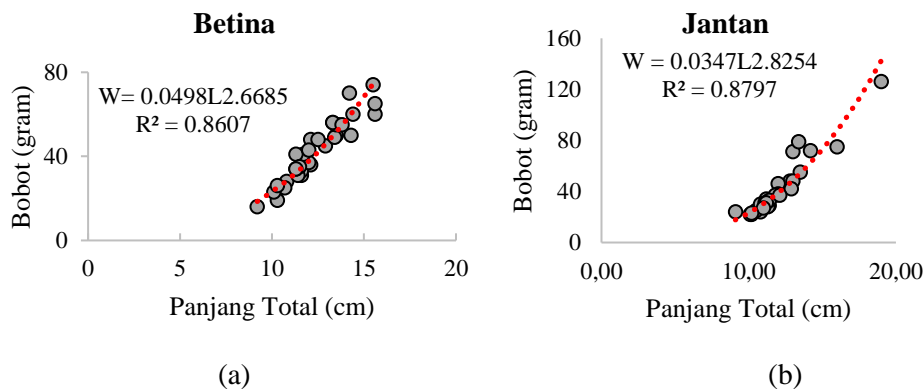 Betina
W= 0.0498L2.6685
R² = 0.8607
80
40
0
0
5
10
15
20
Bobot (gram)
Panjang Total (cm)
(a)
Jantan
W = 0.0347L2.8254
R² = 0.8797
160
120
80
40
0
0,00
10,00
20,00
Bobot (gram)
Panjang Total (cm)
(b)